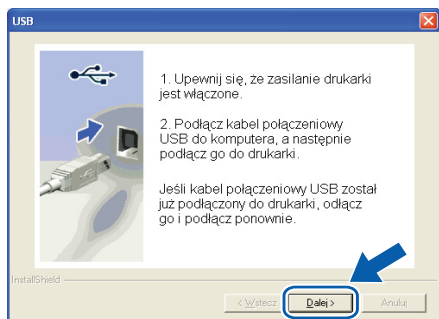 USB
1. Upewnij się, że zasilanie drukarki
jest włączone.
2. Podłącz kabel połączeniowy
USB do komputera, a następnie
podłącz go do drukarki.
Jeśli kabel połączeniowy USB został
już podłączony do drukarki, odłącz
go i podłącz ponownie.
InstallShield
< Wstecz
Dalej >
Anuluj